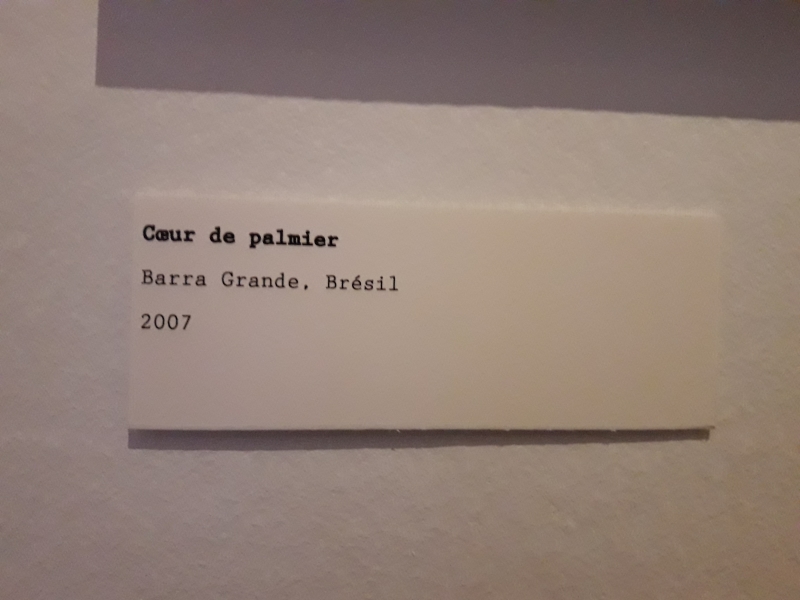 Cœur de palmier
Barra Grande, Brésil
2007